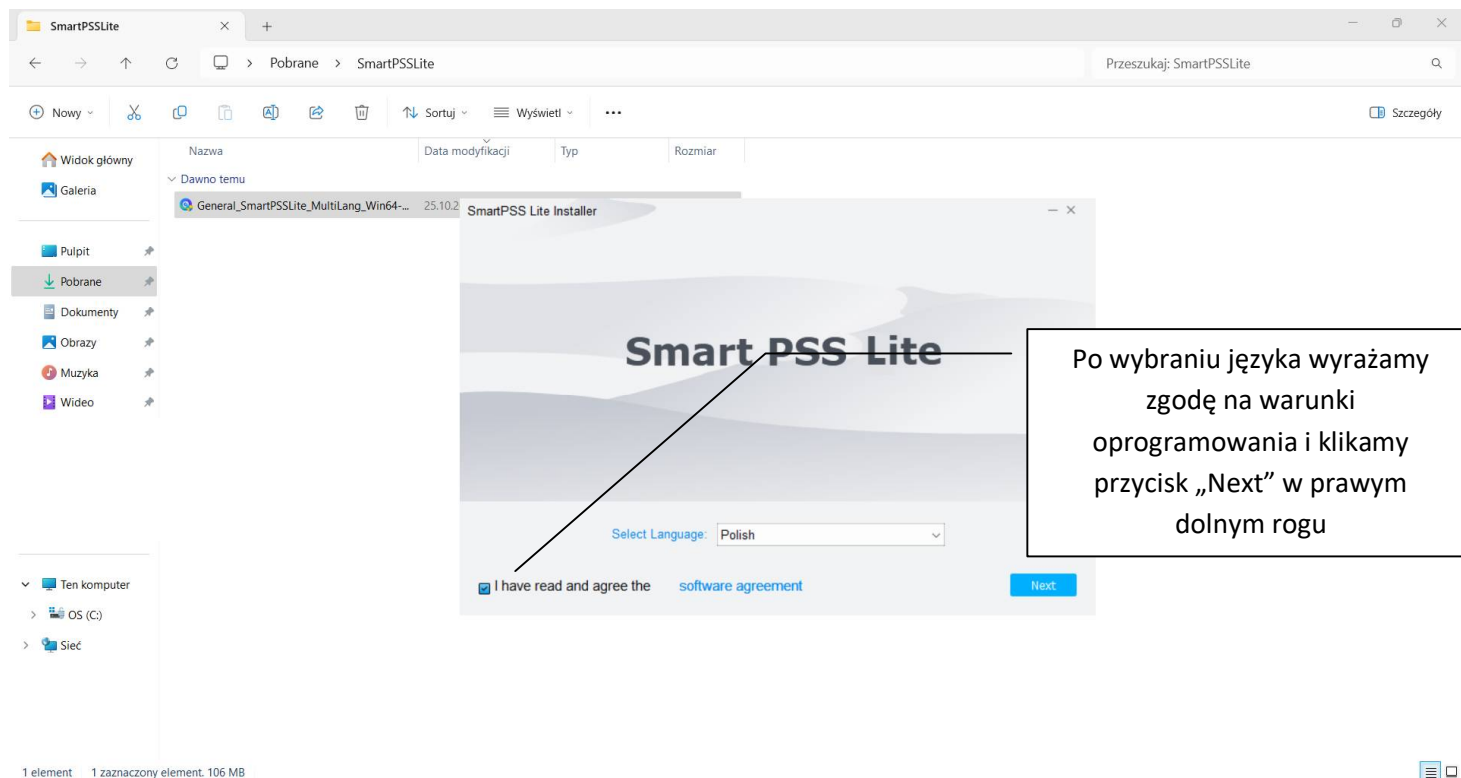 SmartPSSLite
Pobrane > SmartPSSLite
Przeszukaj: SmartPSSLite
Nowy
Sortuj
Wyświetl
Szczegóły
Widok główny
Galeria
Pulpit
Pobrane
Dokumenty
Obrazy
Muzyka
Wideo
Ten komputer
OS (C:)
Sieć
Nazwa Data modyfikacji Typ Rozmiar
Dawno temu
General_SmartPSSLite_MultiLang_Win64-... 25.10.2
SmartPSS Lite Installer
Smart PSS Lite
Select Language: Polish
I have read and agree the software agreement
Next
Po wybraniu języka wyrażamy
zgodę na warunki
oprogramowania i klikamy
przycisk „Next” w prawym
dolnym rogu
1 element 1 zaznaczony element. 106 MB